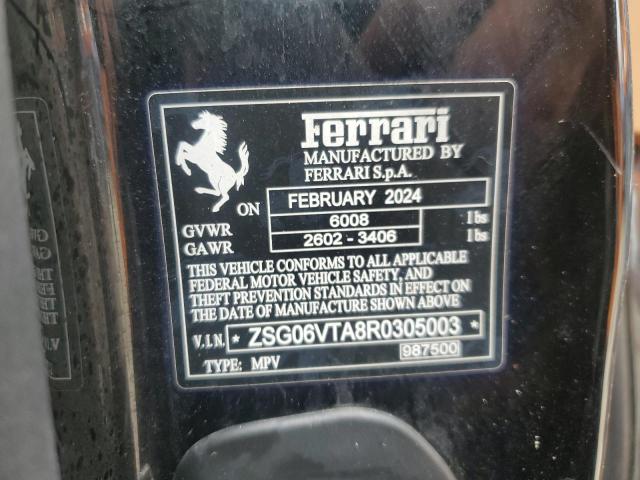 Ferrari
MANUFACTURED BY
FERRARI S.p.A.
ON FEBRUARY 2024
GVWR 6008 lbs
GAWR 2602 - 3406 lbs
THIS VEHICLE CONFORMS TO ALL APPLICABLE
FEDERAL MOTOR VEHICLE SAFETY, AND
THEFT PREVENTION STANDARDS IN EFFECT ON
THE DATE OF MANUFACTURE SHOWN ABOVE
V.I.N. * ZSG06VTA8R0305003 *
TYPE: MPV 987500